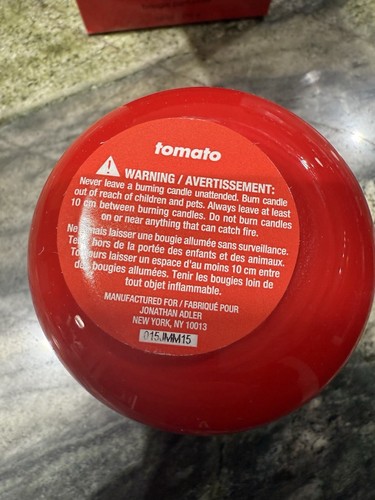 tomato
WARNING / AVERTISSEMENT:
Never leave a burning candle unattended. Burn candle
out of reach of children and pets. Always leave at least
10 cm between burning candles. Do not burn candles
on or near anything that can catch fire.
Ne jamais laisser une bougie allumée sans surveillance.
Tenir hors de la portée des enfants et des animaux.
Toujours laisser un espace d'au moins 10 cm entre
des bougies allumées. Tenir les bougies loin de
tout objet inflammable.
MANUFACTURED FOR / FABRIQUÉ POUR
JONATHAN ADLER
NEW YORK, NY 10013
015JMM15